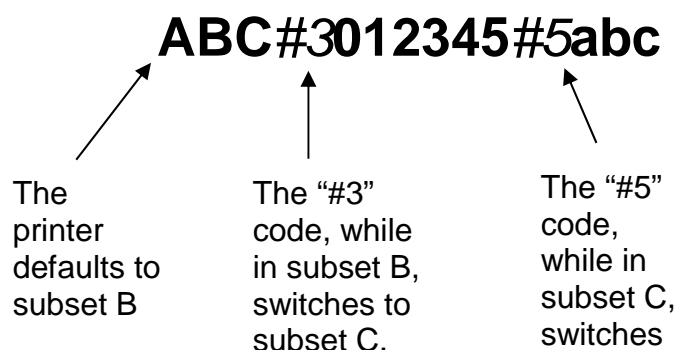 ABC#3012345#5abc
The
printer
defaults to
subset B
The “#3”
code, while
in subset B,
switches to
subset C.
The “#5”
code,
while in
subset C,
switches